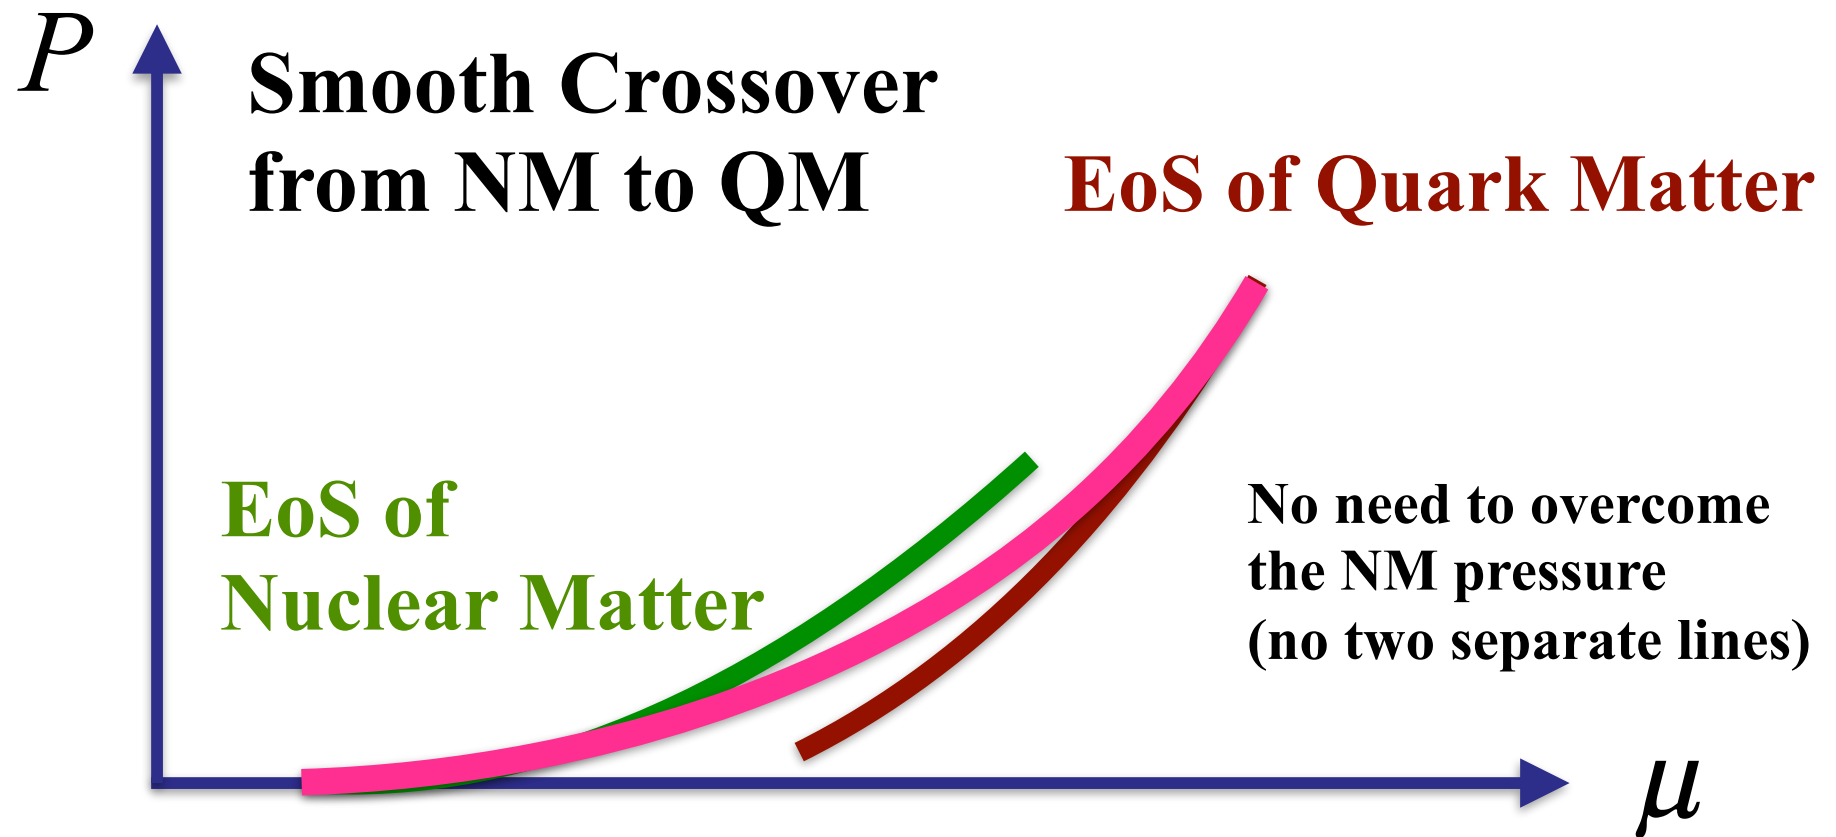 P
Smooth Crossover
from NM to QM
EoS of Quark Matter
EoS of
Nuclear Matter
No need to overcome
the NM pressure
(no two separate lines)
μ